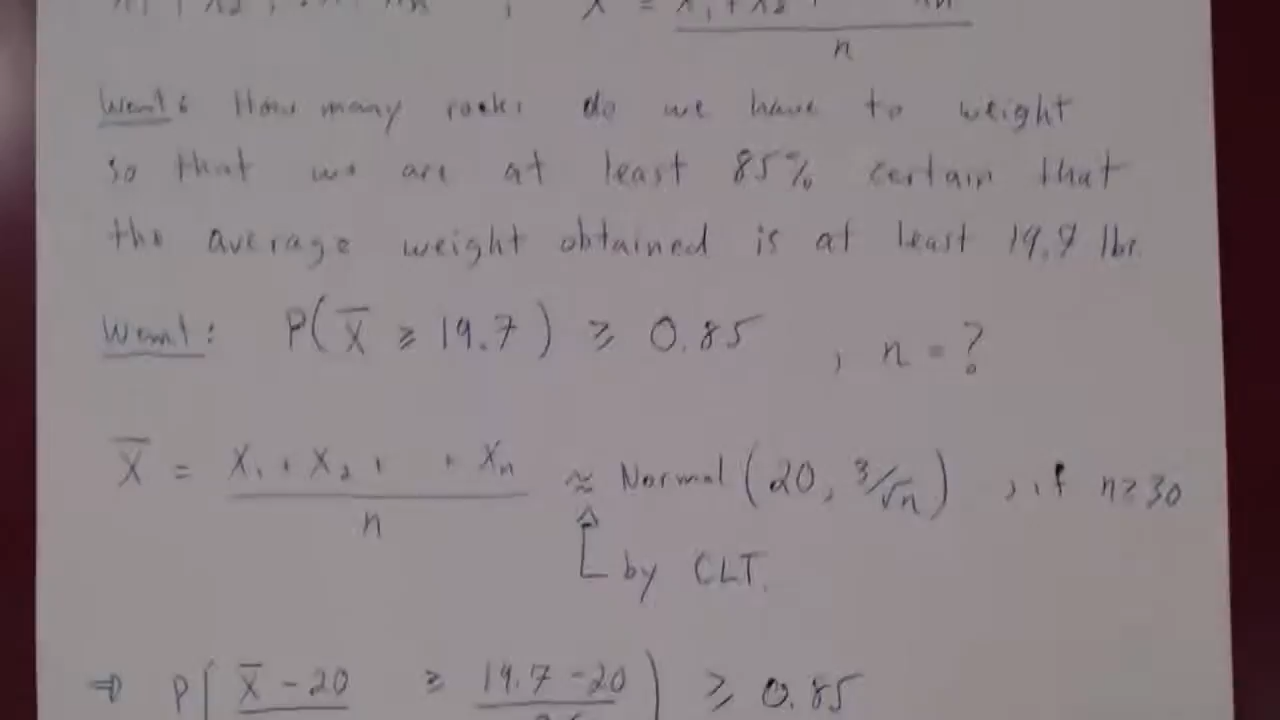 X̄ = X₁ + X₂ +
n
Want: How many rocks do we have to weight
so that we are at least 85% certain that
the average weight obtained is at least 19.7 lbs.
Want: P(X̄ ≥ 19.7) ≥ 0.85 , n = ?
X̄ = X₁ + X₂ + + Xₙ / n ≈ Normal (20, 3/√n) , if n ≥ 30
by CLT.
⇒ P( X̄ - 20 ≥ 19.7 - 20 ) ≥ 0.85